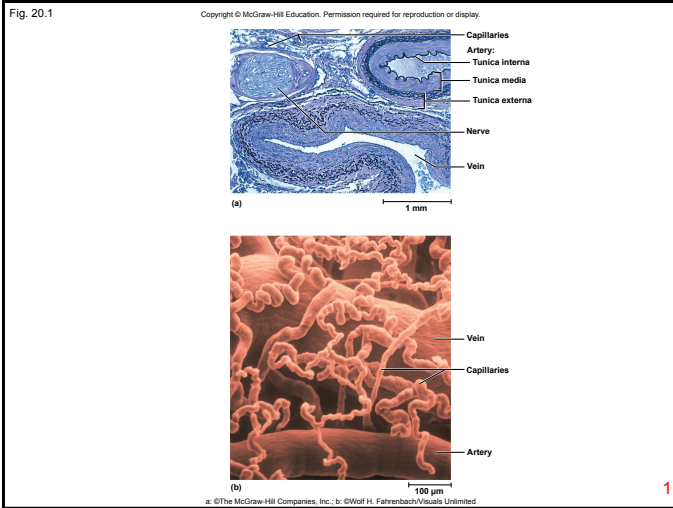 Fig. 20.1
Copyright © McGraw-Hill Education. Permission required for reproduction or display.
Capillaries
Artery:
Tunica interna
Tunica media
Tunica externa
Nerve
Vein
(a)
1 mm
Vein
Capillaries
Artery
(b)
100 µm
a: ©The McGraw-Hill Companies, Inc.; b: ©Wolf H. Fahrenbach/Visuals Unlimited
1